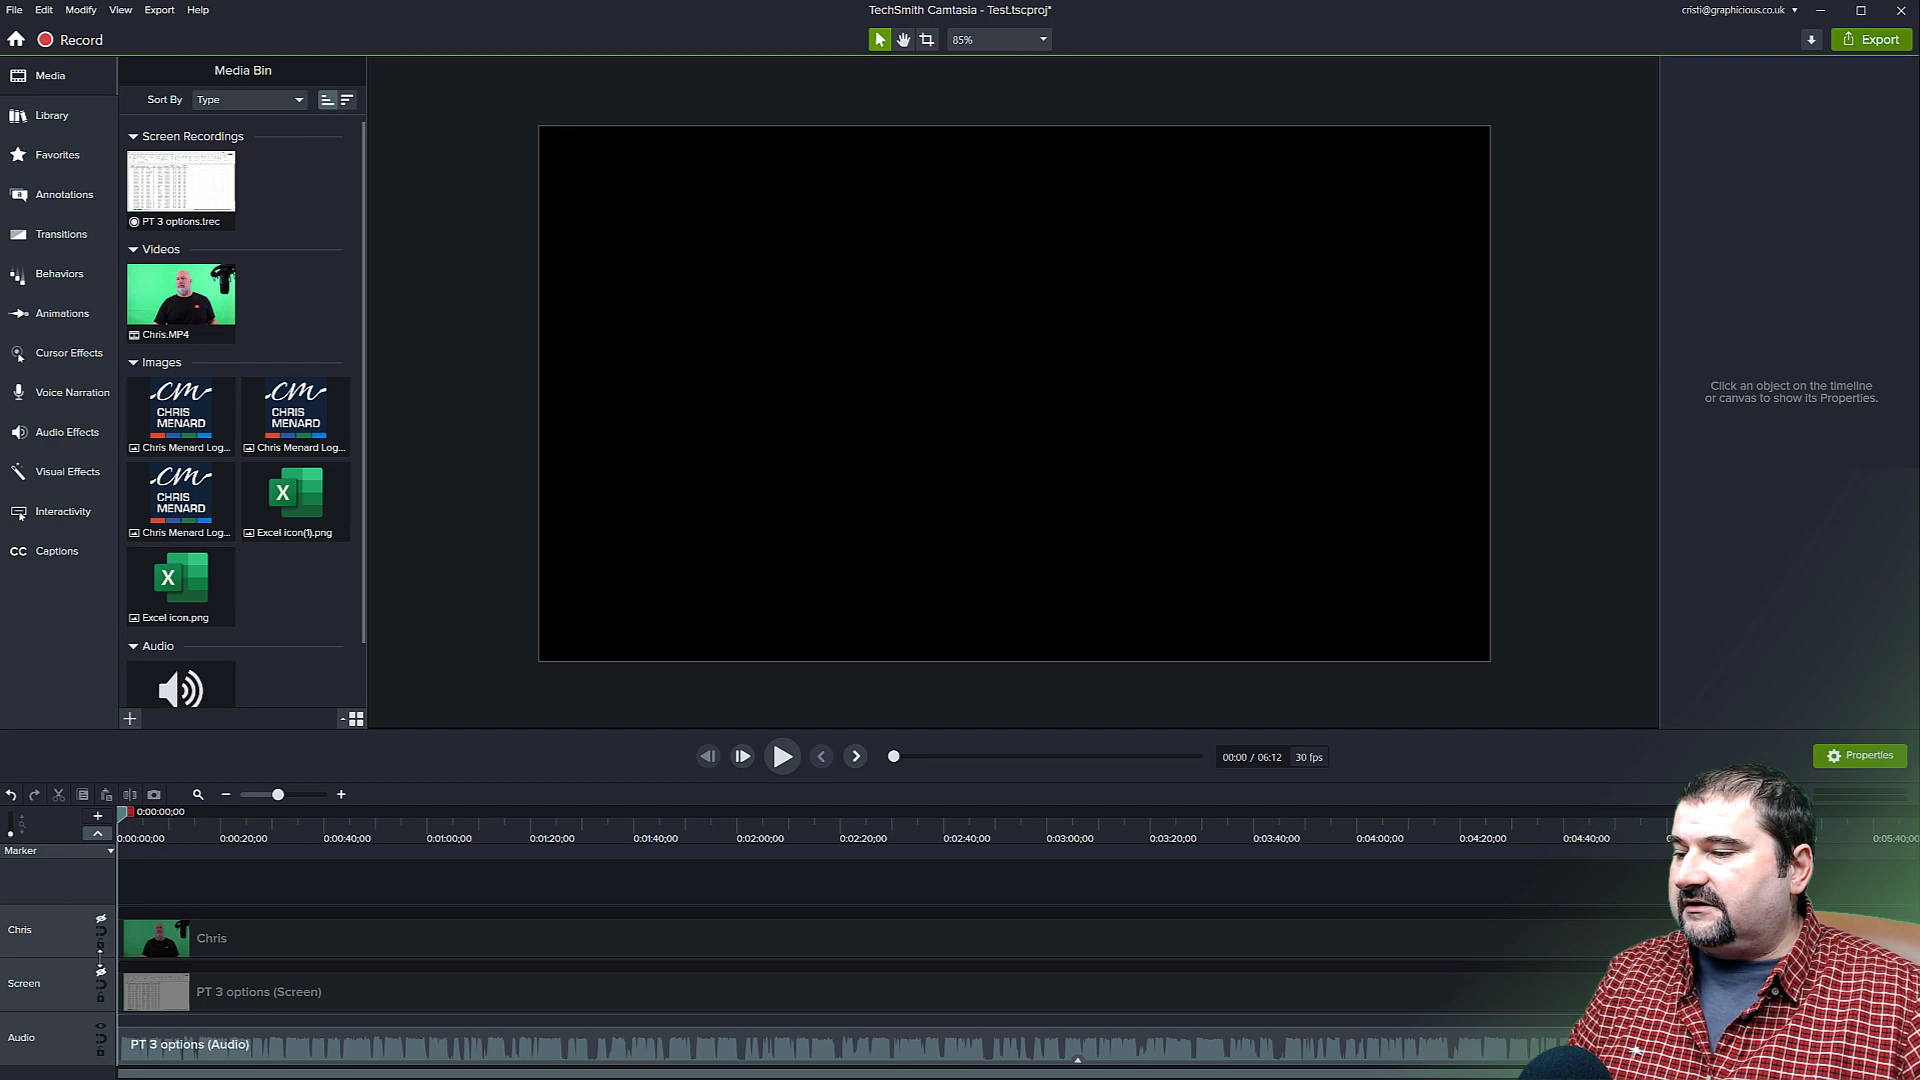 File Edit Modify View Export Help
TechSmith Camtasia - Test.tscproj*
cristi@graphicious.co.uk
Record
85%
Export
Media
Library
Favorites
Annotations
Transitions
Behaviors
Animations
Cursor Effects
Voice Narration
Audio Effects
Visual Effects
Interactivity
CC Captions
Media Bin
Sort By Type
Screen Recordings
PT 3 options.trec
Videos
Chris.MP4
Images
cm CHRIS MENARD
cm CHRIS MENARD
Chris Menard Log... Chris Menard Log...
cm CHRIS MENARD
X
Chris Menard Log... Excel icon(1).png
X
Excel icon.png
Audio
Click an object on the timeline
or canvas to show its Properties.
00:00 / 06:12 30 fps
Properties
0:00:00;00
0:00:00;00 0:00:20;00 0:00:40;00 0:01:00;00 0:01:20;00 0:01:40;00 0:02:00;00 0:02:20;00 0:02:40;00 0:03:00;00 0:03:20;00 0:03:40;00 0:04:00;00 0:04:20;00 0:04:40;00 0:05:40;00
Marker
Chris
Chris
Screen
PT 3 options (Screen)
Audio
PT 3 options (Audio)